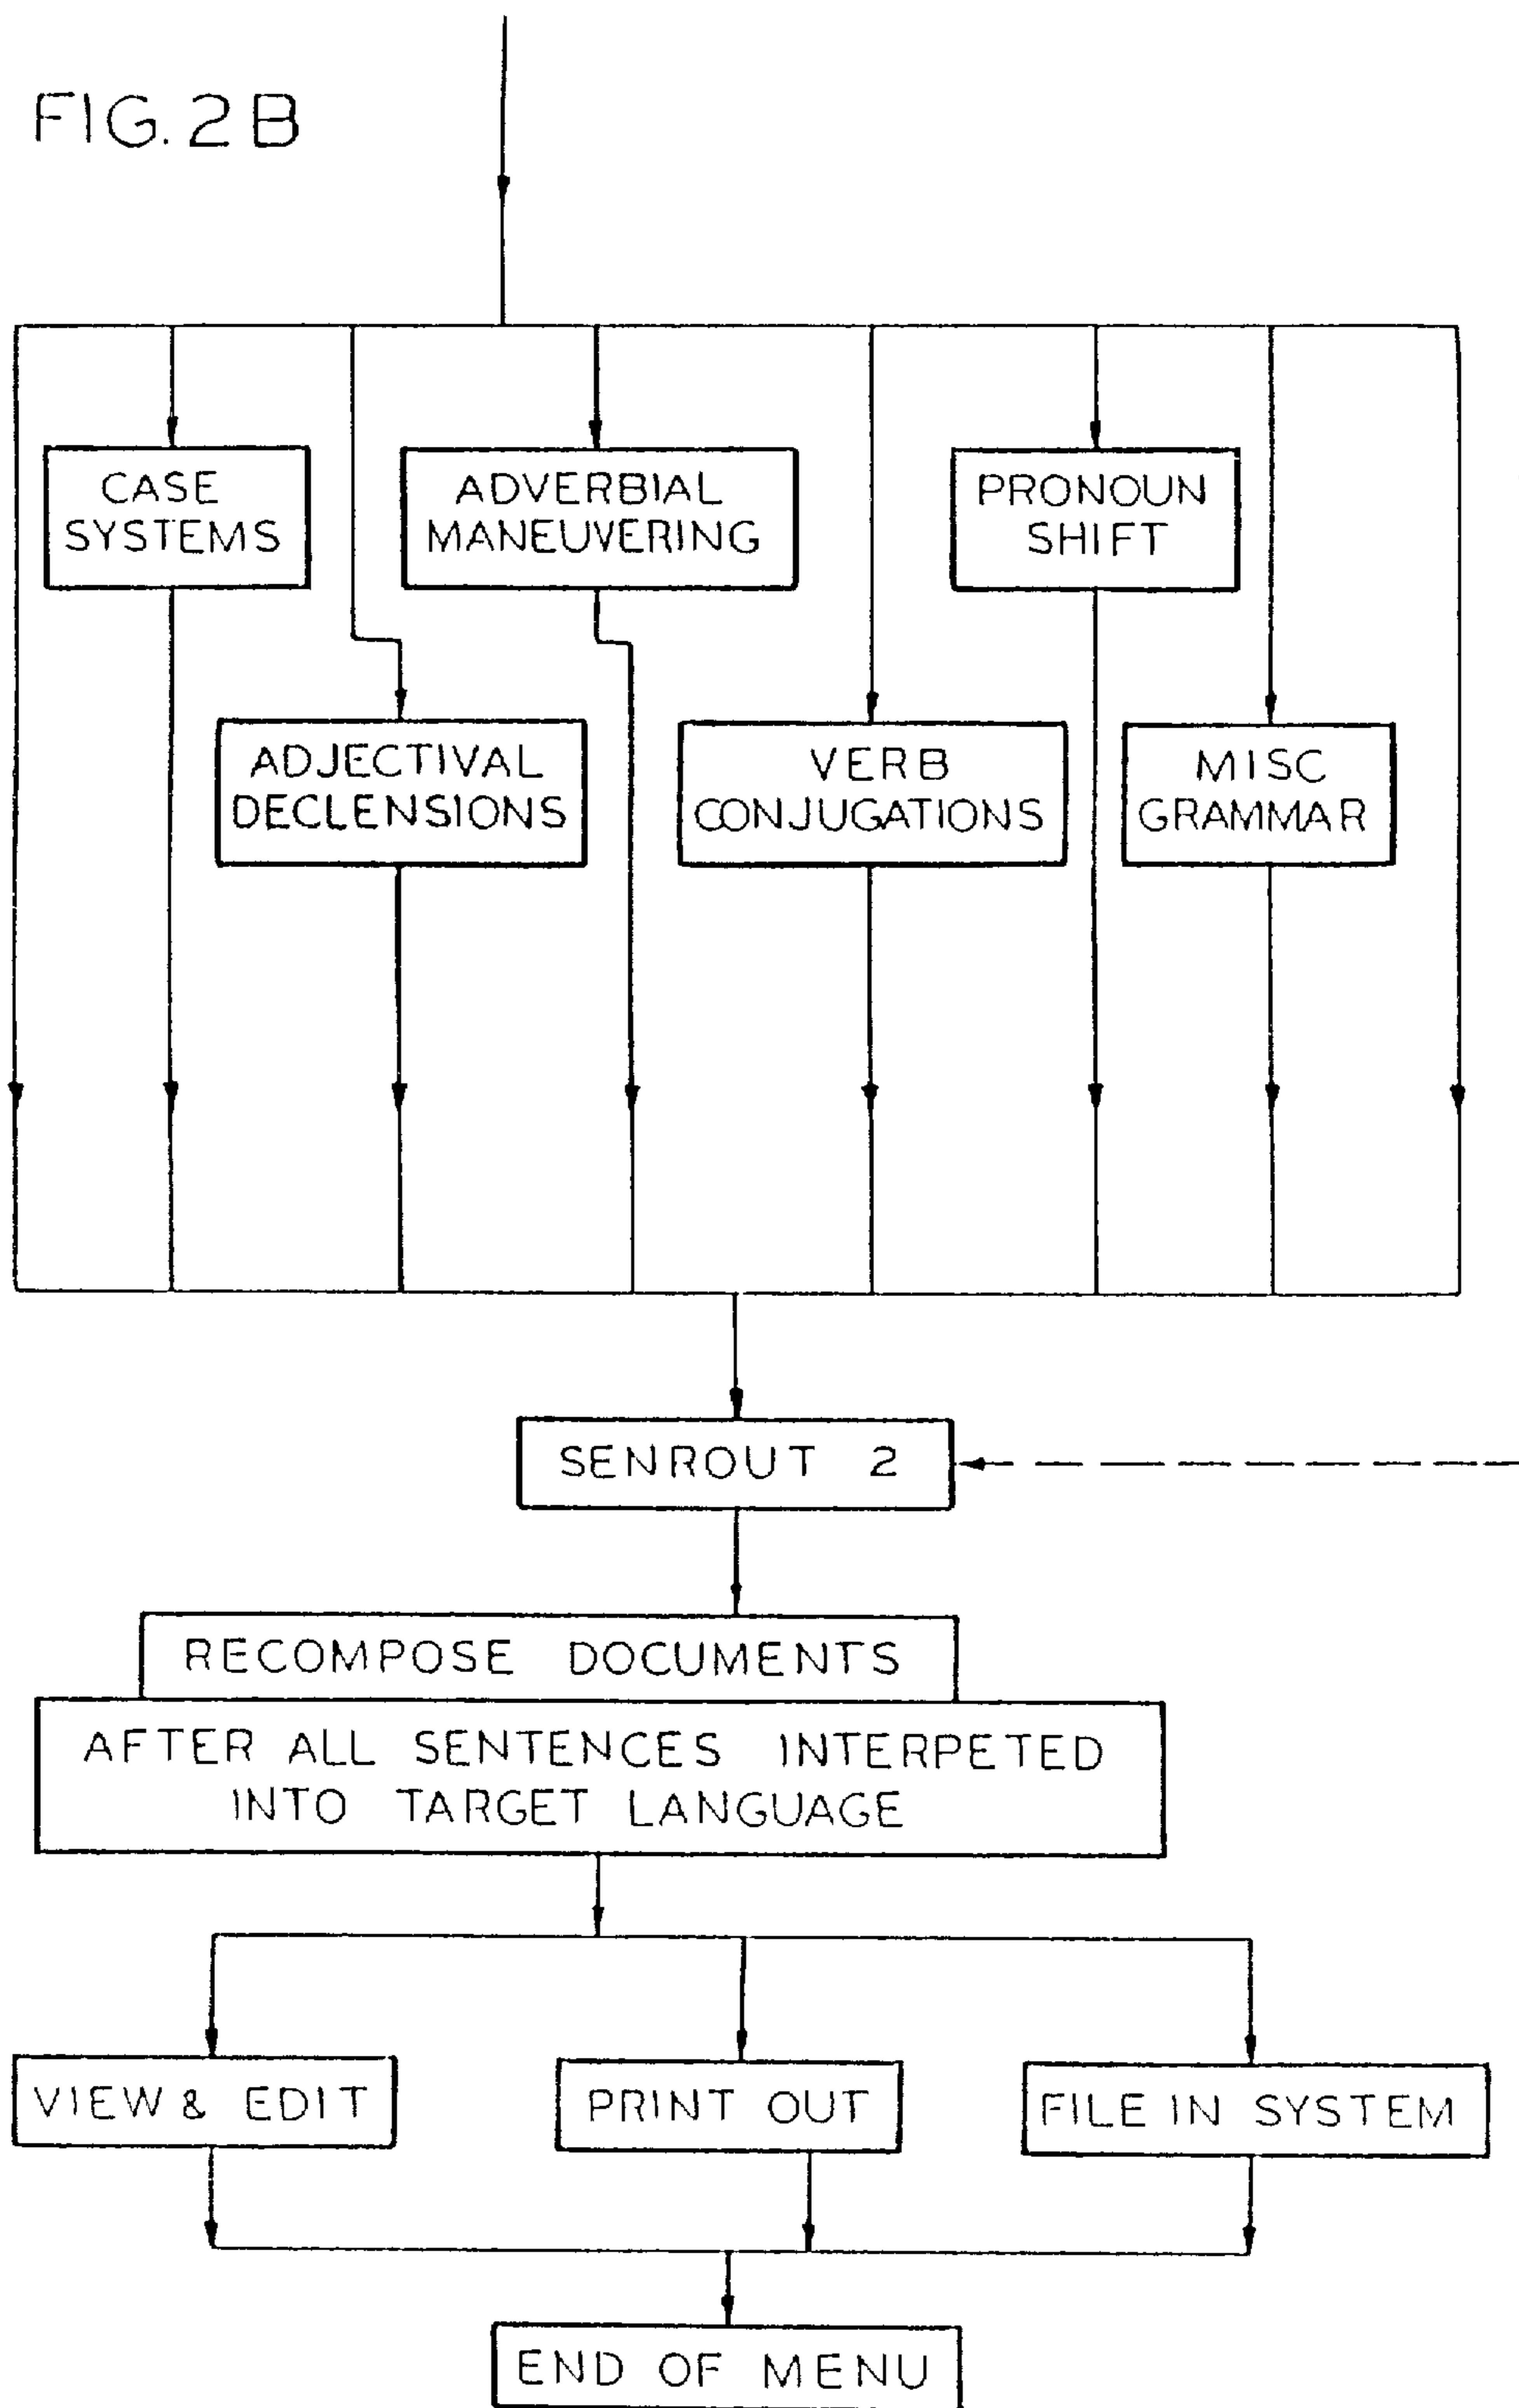 FIG. 2B
CASE
SYSTEMS
ADVERBIAL
MANEUVERING
PRONOUN
SHIFT
ADJECTIVAL
DECLENSIONS
VERB
CONJUGATIONS
MISC
GRAMMAR
SENROUT 2
RECOMPOSE DOCUMENTS
AFTER ALL SENTENCES INTERPETED
INTO TARGET LANGUAGE
VIEW & EDIT
PRINT OUT
FILE IN SYSTEM
END OF MENU